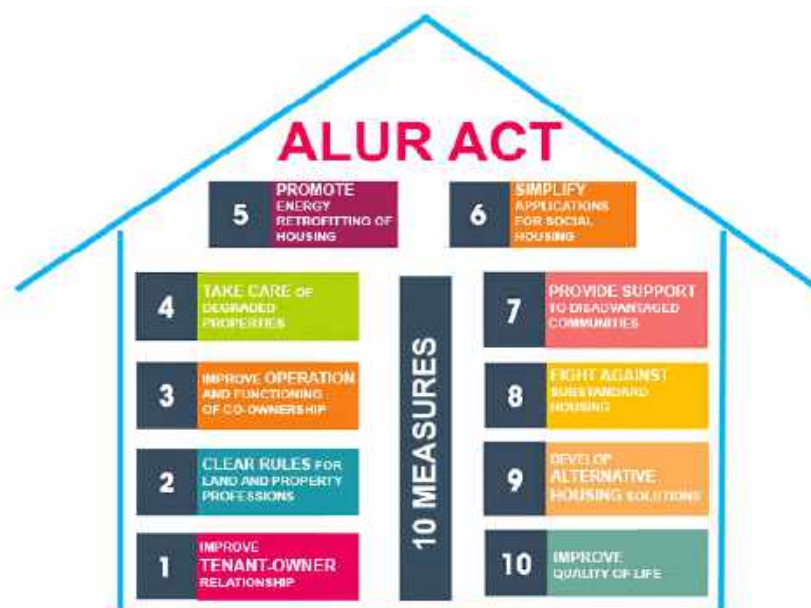 ALUR ACT
5
PROMOTE
ENERGY
RETROFITTING OF
HOUSING
6
SIMPLIFY
APPLICATIONS
FOR SOCIAL
HOUSING
4
TAKE CARE OF
DEGRADED
PROPERTIES
3
IMPROVE OPERATION
AND FUNCTIONING
OF CO-OWNERSHIP
2
CLEAR RULES FOR
LAND AND PROPERTY
PROFESSIONS
1
IMPROVE
TENANT-OWNER
RELATIONSHIP
10 MEASURES
7
PROVIDE SUPPORT
TO DISADVANTAGED
COMMUNITIES
8
FIGHT AGAINST
SUBSTANDARD
HOUSING
9
DEVELOP
ALTERNATIVE
HOUSING SOLUTIONS
10
IMPROVE
QUALITY OF LIFE